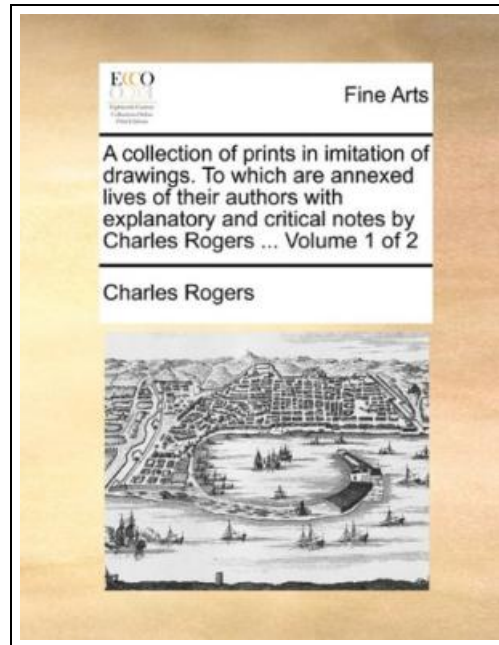 ECCO
Fine Arts
A collection of prints in imitation of
drawings. To which are annexed
lives of their authors with
explanatory and critical notes by
Charles Rogers ... Volume 1 of 2
Charles Rogers